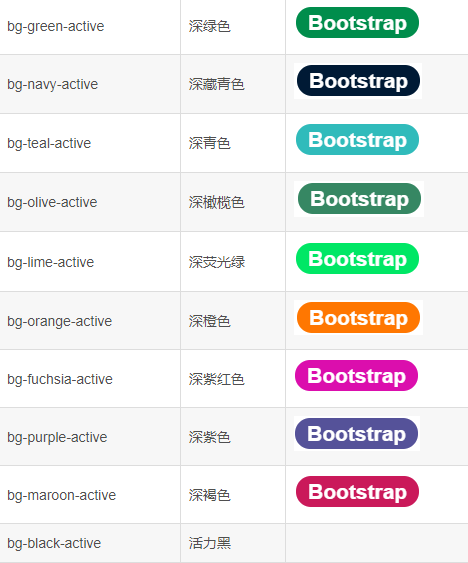 bg-green-active 深绿色 Bootstrap
bg-navy-active 深藏青色 Bootstrap
bg-teal-active 深青色 Bootstrap
bg-olive-active 深橄榄色 Bootstrap
bg-lime-active 深荧光绿 Bootstrap
bg-orange-active 深橙色 Bootstrap
bg-fuchsia-active 深紫红色 Bootstrap
bg-purple-active 深紫色 Bootstrap
bg-maroon-active 深褐色 Bootstrap
bg-black-active 活力黑